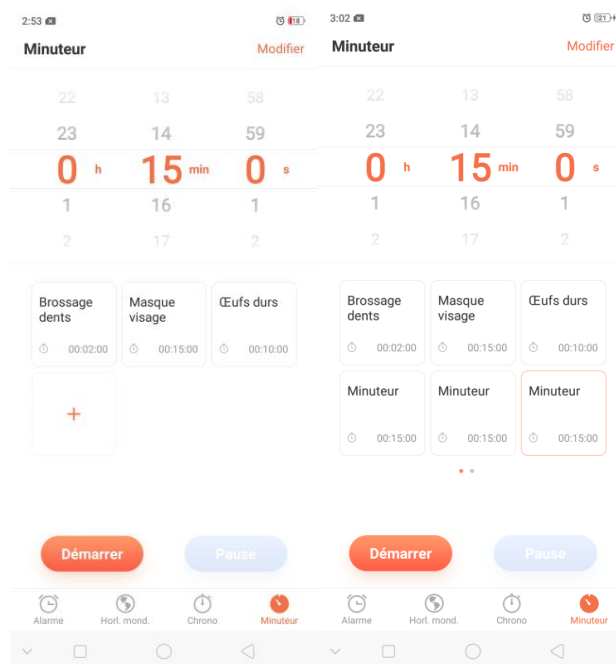 2:53
18
Minuteur
Modifier
22 13 58
23 14 59
0 h 15 min 0 s
1 16 1
2 17 2
Brossage dents
00:02:00
Masque visage
00:15:00
Œufs durs
00:10:00
+
Démarrer
Pause
Alarme
Horl. mond.
Chrono
Minuteur
3:02
21
Minuteur
Modifier
22 13 58
23 14 59
0 h 15 min 0 s
1 16 1
2 17 2
Brossage dents
00:02:00
Masque visage
00:15:00
Œufs durs
00:10:00
Minuteur
00:15:00
Minuteur
00:15:00
Minuteur
00:15:00
Démarrer
Pause
Alarme
Horl. mond.
Chrono
Minuteur